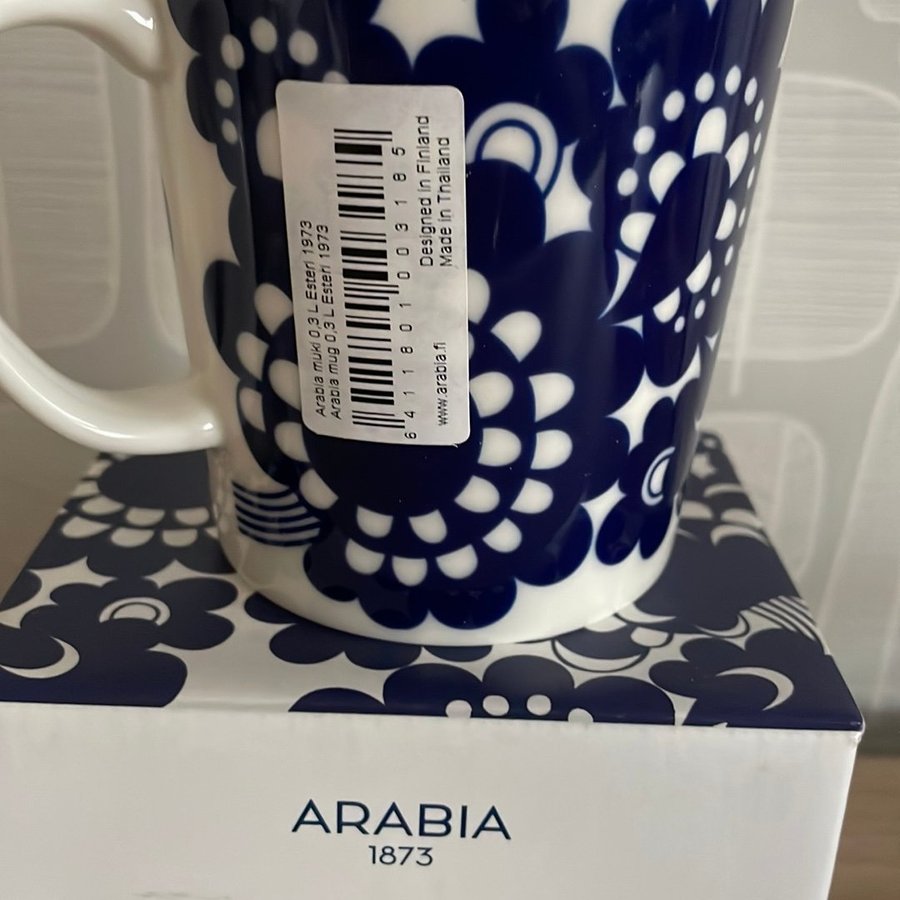 Arabia muki 0,3 L Esteri 1973
Arabia mug 0,3 L Esteri 1973
6 411801 003185
www.arabia.fi
Designed in Finland
Made in Thailand
ARABIA
1873